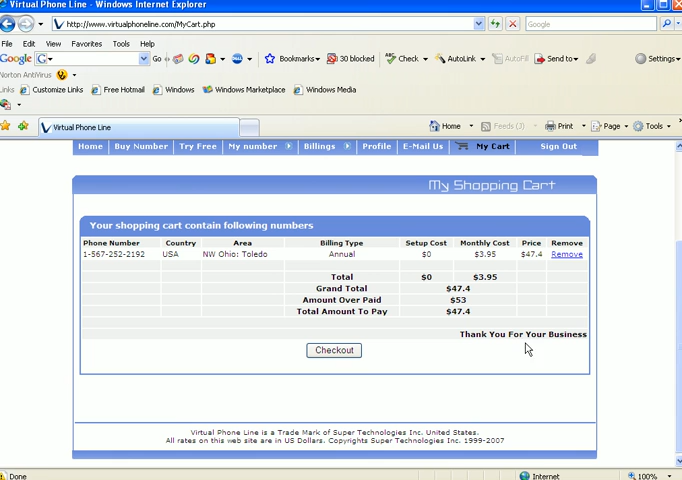 Virtual Phone Line - Windows Internet Explorer
http://www.virtualphoneline.com/MyCart.php
Google
File Edit View Favorites Tools Help
Google G Go Bookmarks 30 blocked Check AutoLink AutoFill Send to Settings
Norton AntiVirus
Links Customize Links Free Hotmail Windows Windows Marketplace Windows Media
Virtual Phone Line Home Feeds (3) Print Page Tools
Home Buy Number Try Free My number Billings Profile E-Mail Us My Cart Sign Out
My Shopping Cart
Your shopping cart contain following numbers
Phone Number Country Area Billing Type Setup Cost Monthly Cost Price Remove
1-567-252-2192 USA NW Ohio: Toledo Annual $0 $3.95 $47.4 Remove
Total $0 $3.95
Grand Total $47.4
Amount Over Paid $53
Total Amount To Pay $47.4
Thank You For Your Business
Checkout
Virtual Phone Line is a Trade Mark of Super Technologies Inc. United States.
All rates on this web site are in US Dollars. Copyrights Super Technologies Inc. 1999-2007
Done Internet 100%